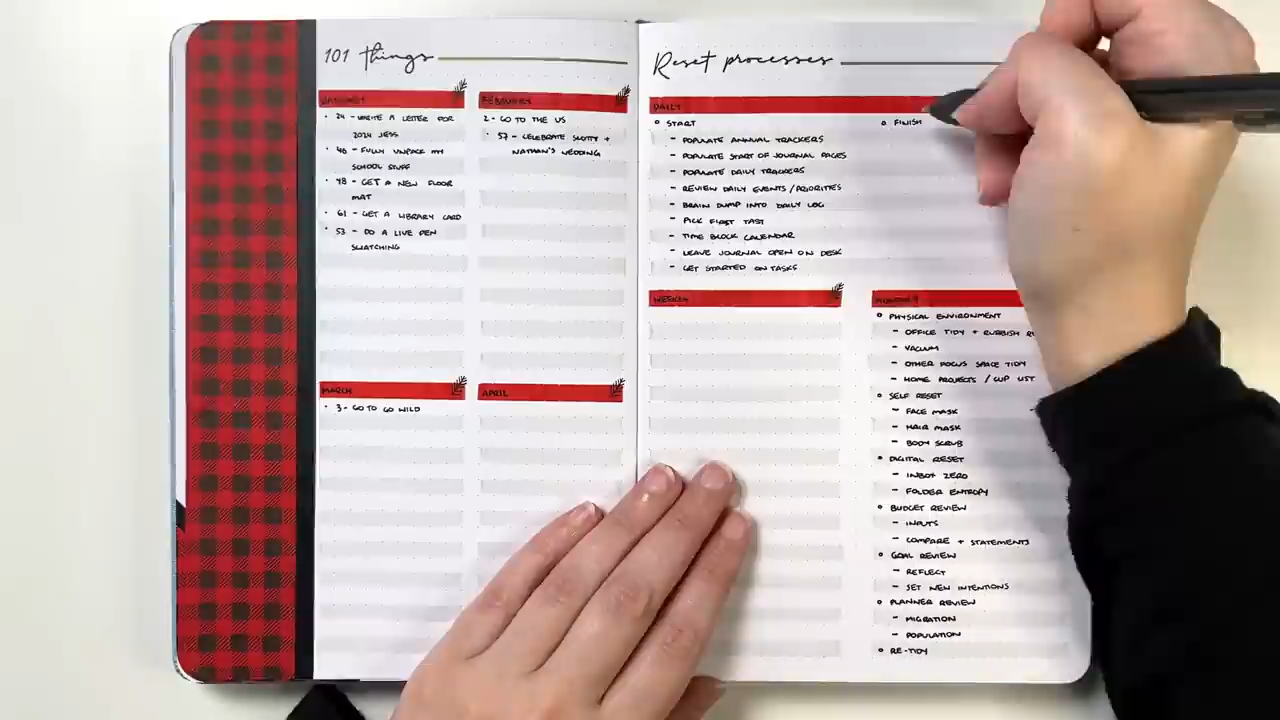 101 Things
JANUARY
• 24 - WRITE A LETTER FOR
2024 JESS
• 46 - FULLY UNPACK MY
SCHOOL STUFF
• 48 - GET A NEW FLOOR
MAT
• 61 - GET A LIBRARY CARD
• 53 - DO A LIVE PEN
SWATCHING
FEBRUARY
2 - GO TO THE US
• 57 - CELEBRATE SCOTTY +
NATHAN'S WEDDING
MARCH
• 3 - GO TO GO WILD
APRIL
Reset processes
DAILY
START
- POPULATE ANNUAL TRACKERS
- POPULATE START OF JOURNAL PAGES
- POPULATE DAILY TRACKERS
- REVIEW DAILY EVENTS / PRIORITIES
- BRAIN DUMP INTO DAILY LOG
- PICK FIRST TAST
- TIME BLOCK CALENDAR
- LEAVE JOURNAL OPEN ON DESK
- GET STARTED ON TASKS
FINISH
WEEKLY
MONTHLY
PHYSICAL ENVIRONMENT
- OFFICE TIDY + RUBBISH
- VACUUM
- OTHER FOCUS SPACE TIDY
- HOME PROJECTS / LIST
SELF RESET
- FACE MASK
- HAIR MASK
- BODY SCRUB
DIGITAL RESET
- INBOX ZERO
- FOLDER ENTROPY
BUDGET REVIEW
- INPUTS
- COMPARE + STATEMENTS
GOAL REVIEW
- REFLECT
- SET NEW INTENTIONS
PLANNER REVIEW
- MIGRATION
- POPULATION
RE-TIDY